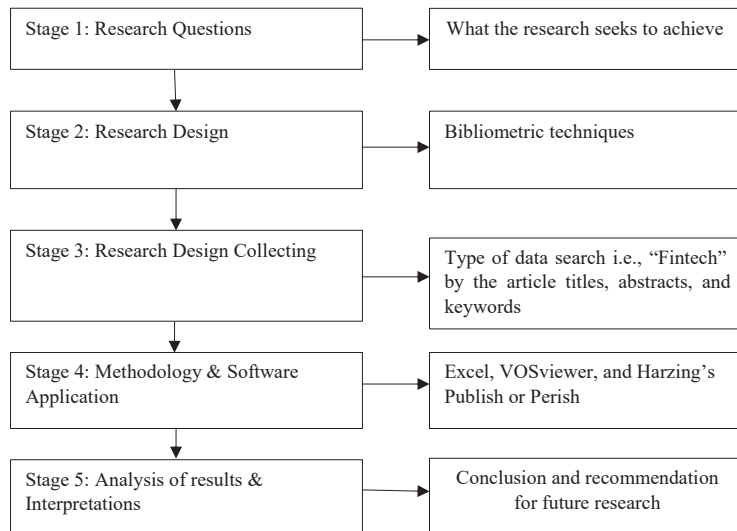 Stage 1: Research Questions
What the research seeks to achieve
Stage 2: Research Design
Bibliometric techniques
Stage 3: Research Design Collecting
Type of data search i.e., “Fintech”
by the article titles, abstracts, and
keywords
Stage 4: Methodology & Software
Application
Excel, VOSviewer, and Harzing’s
Publish or Perish
Stage 5: Analysis of results &
Interpretations
Conclusion and recommendation
for future research